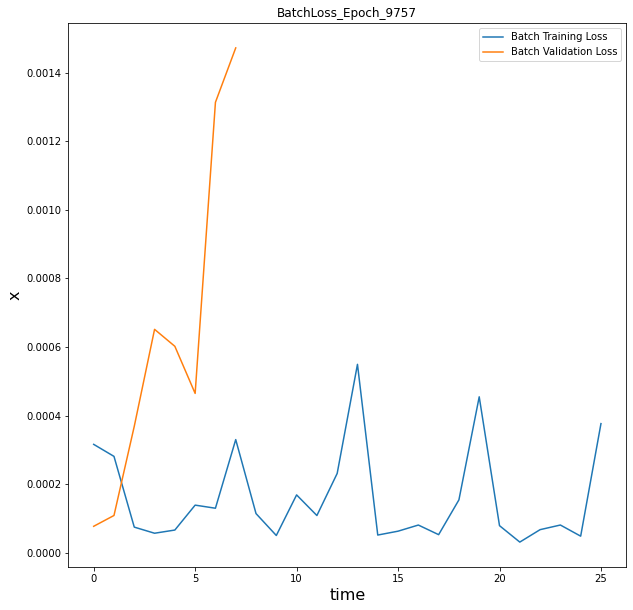 BatchLoss_Epoch_9757
Batch Training Loss
Batch Validation Loss
0.0014
0.0012
0.0010
0.0008
x
0.0006
0.0004
0.0002
0.0000
0 5 10 15 20 25
time